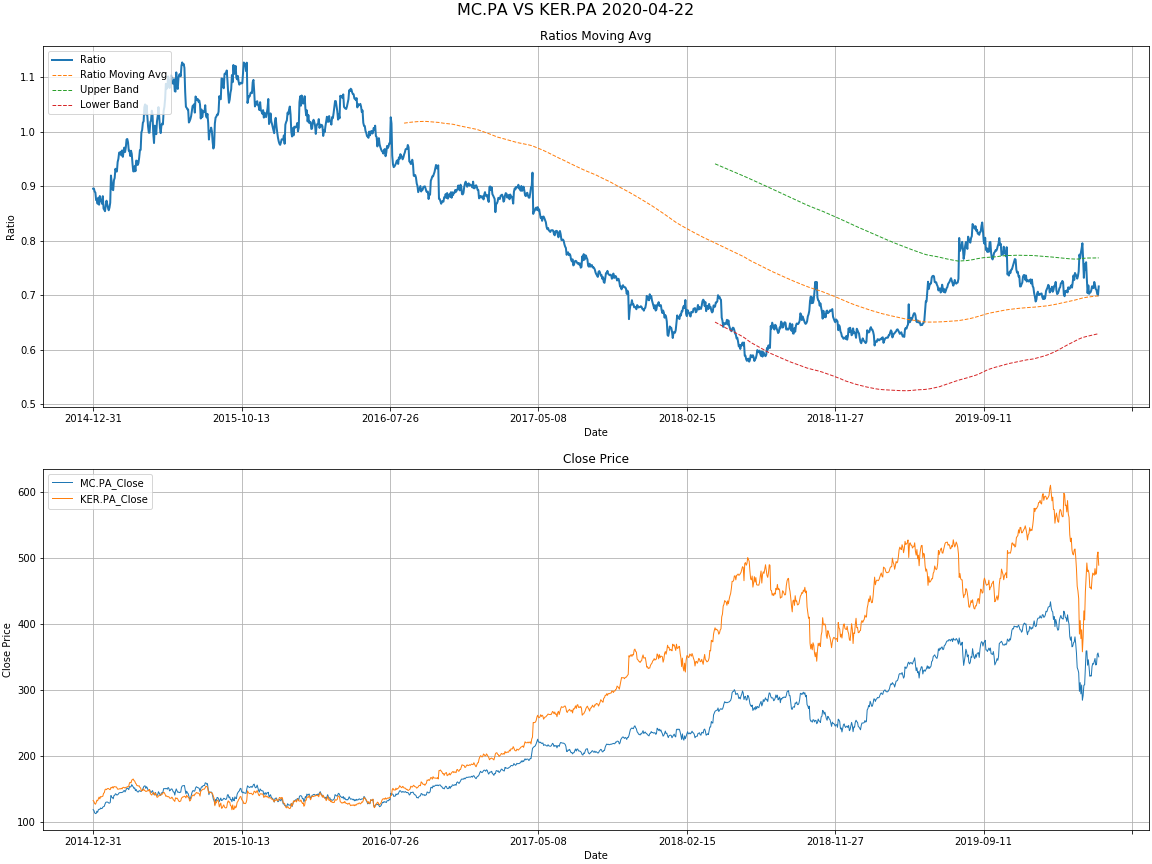 MC.PA VS KER.PA 2020-04-22
Ratios Moving Avg
Ratio
Ratio Moving Avg
Upper Band
Lower Band
1.1
1.0
0.9
0.8
0.7
0.6
0.5
Ratio
2014-12-31 2015-10-13 2016-07-26 2017-05-08 2018-02-15 2018-11-27 2019-09-11
Date
Close Price
MC.PA_Close
KER.PA_Close
600
500
400
300
200
100
Close Price
2014-12-31 2015-10-13 2016-07-26 2017-05-08 2018-02-15 2018-11-27 2019-09-11
Date